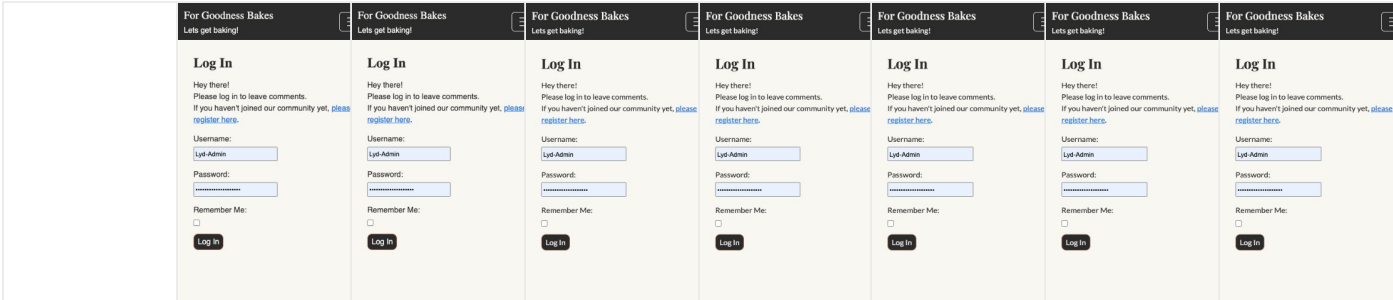 For Goodness Bakes
Lets get baking!
Log In
Hey there!
Please log in to leave comments.
If you haven't joined our community yet, pleas
register here.
Username:
Lyd-Admin
Password:
Remember Me:
Log In
For Goodness Bakes
Lets get baking!
Log In
Hey there!
Please log in to leave comments.
If you haven't joined our community yet, please
register here.
Username:
Lyd-Admin
Password:
Remember Me:
Log In
For Goodness Bakes
Lets get baking!
Log In
Hey there!
Please log in to leave comments.
If you haven't joined our community yet, please
register here.
Username:
Lyd-Admin
Password:
Remember Me:
Log In
For Goodness Bakes
Lets get baking!
Log In
Hey there!
Please log in to leave comments.
If you haven't joined our community yet, please
register here.
Username:
Lyd-Admin
Password:
Remember Me:
Log In
For Goodness Bakes
Lets get baking!
Log In
Hey there!
Please log in to leave comments.
If you haven't joined our community yet, please
register here.
Username:
Lyd-Admin
Password:
Remember Me:
Log In
For Goodness Bakes
Lets get baking!
Log In
Hey there!
Please log in to leave comments.
If you haven't joined our community yet, please
register here.
Username:
Lyd-Admin
Password:
Remember Me:
Log In
For Goodness Bakes
Lets get baking!
Log In
Hey there!
Please log in to leave comments.
If you haven't joined our community yet, please
register here.
Username:
Lyd-Admin
Password:
Remember Me:
Log In